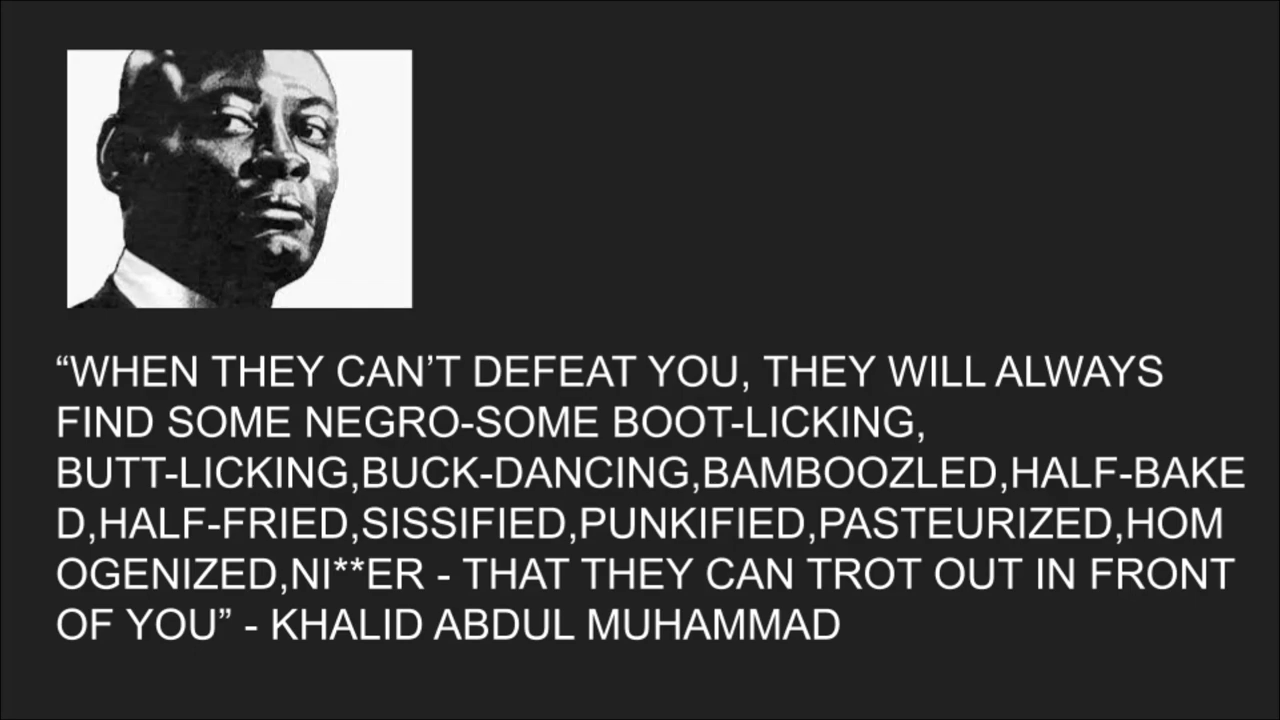 “WHEN THEY CAN’T DEFEAT YOU, THEY WILL ALWAYS
FIND SOME NEGRO-SOME BOOT-LICKING,
BUTT-LICKING,BUCK-DANCING,BAMBOOZLED,HALF-BAKE
D,HALF-FRIED,SISSIFIED,PUNKIFIED,PASTEURIZED,HOM
OGENIZED,NI**ER - THAT THEY CAN TROT OUT IN FRONT
OF YOU” - KHALID ABDUL MUHAMMAD